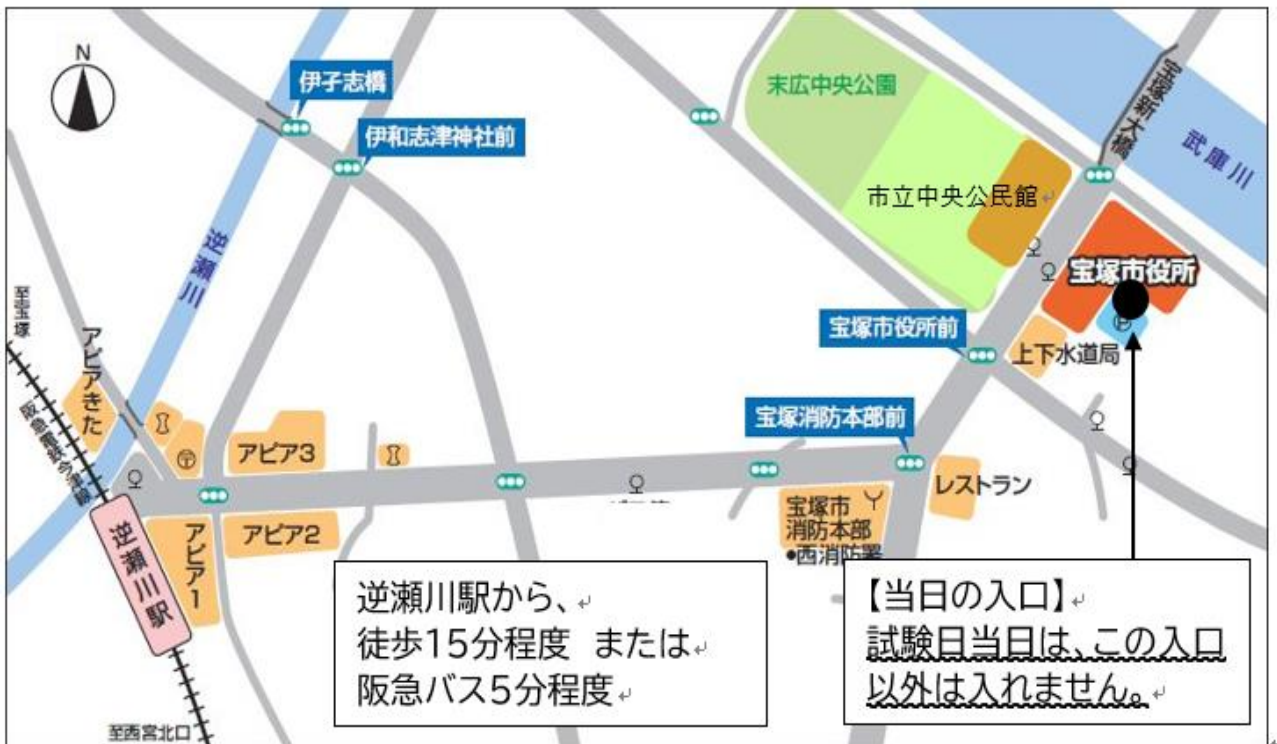 N
伊孑志橋
伊和志津神社前
末広中央公園
宝塚新大橋
武庫川
市立中央公民館
逆瀬川
宝塚市役所
P
至宝塚
アピアきた
宝塚市役所前
上下水道局
阪急電鉄今津線
宝塚消防本部前
アピア3
レストラン
アピア2
アピア1
宝塚市
消防本部
•西消防署
逆瀬川駅
逆瀬川駅から、
徒歩15分程度 または
阪急バス5分程度
【当日の入口】
試験日当日は、この入口
以外は入れません。
至西宮北口